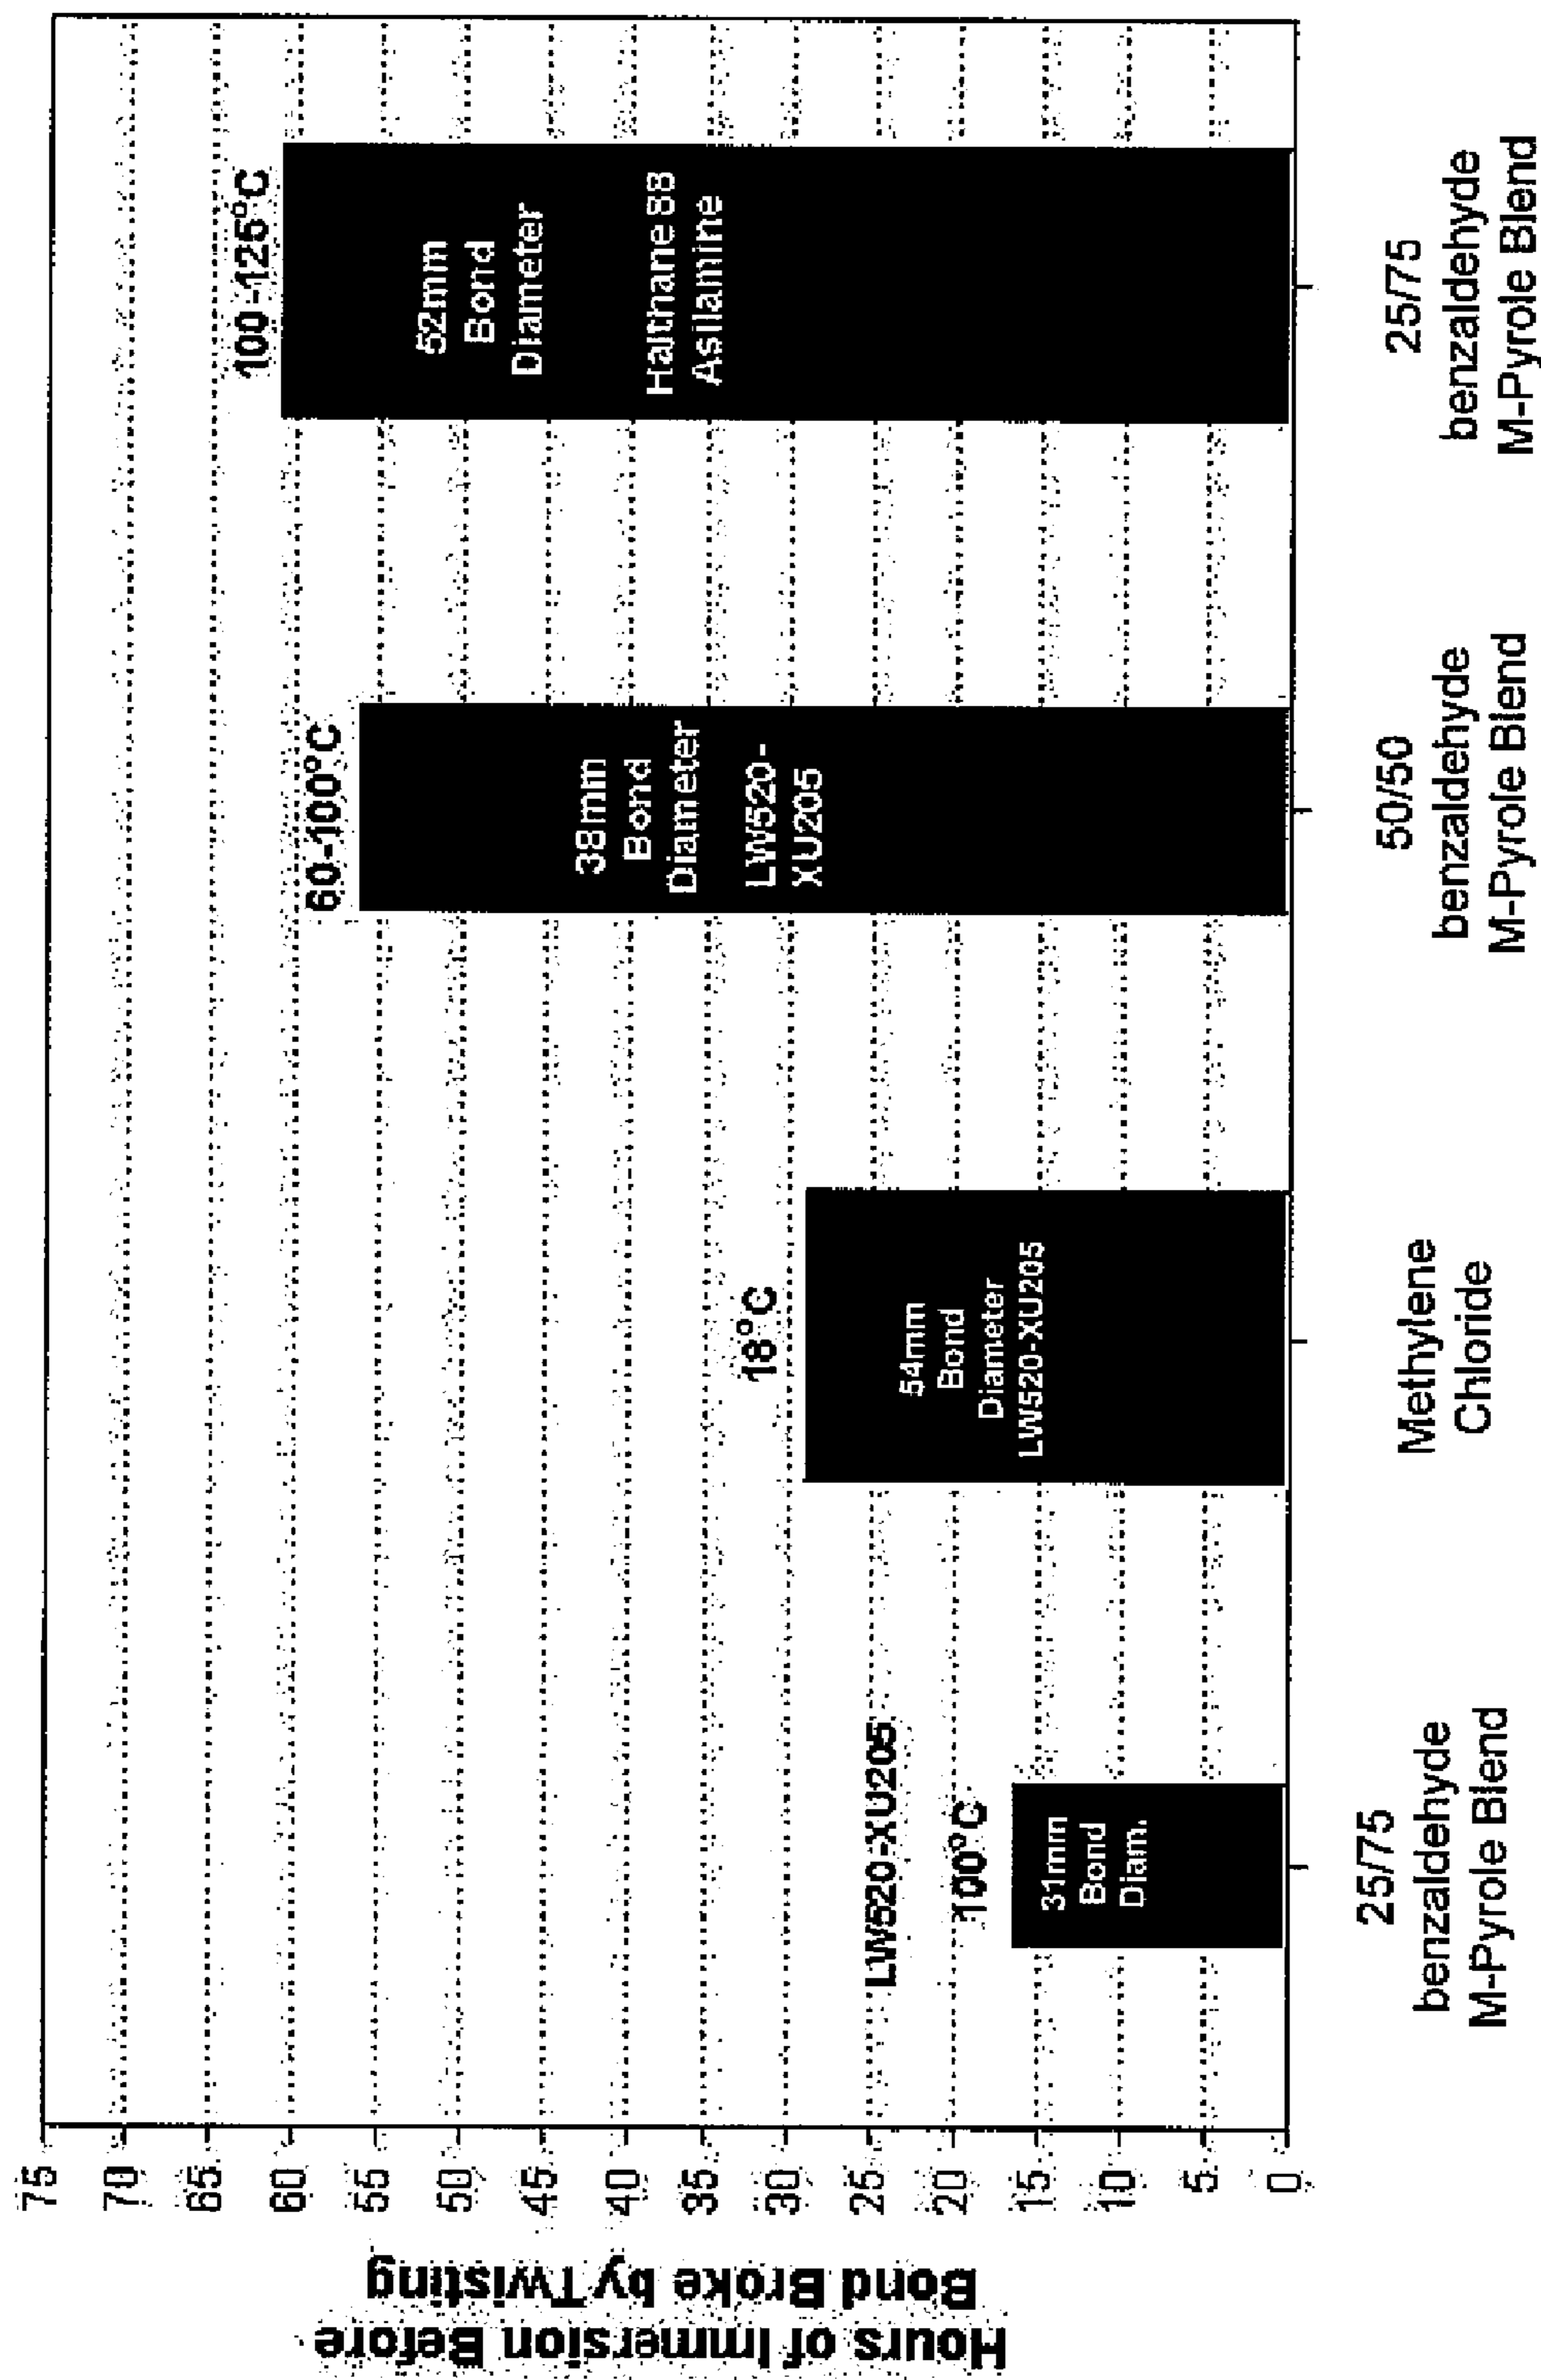 Hours of Immersion Before
Bond Broke by Twisting
75
70
65
60
55
50
45
40
35
30
25
20
15
10
5
0
LW520-XU205
100°C
31mm
Bond
Diam.
18°C
54mm
Bond
Diameter
LW520-XU205
60-100°C
38mm
Bond
Diameter
LW520-
XU205
100-125°C
52mm
Bond
Diameter
Halthane 88
Asilamine
25/75
benzaldehyde
M-Pyrole Blend
Methylene
Chloride
50/50
benzaldehyde
M-Pyrole Blend
25/75
benzaldehyde
M-Pyrole Blend